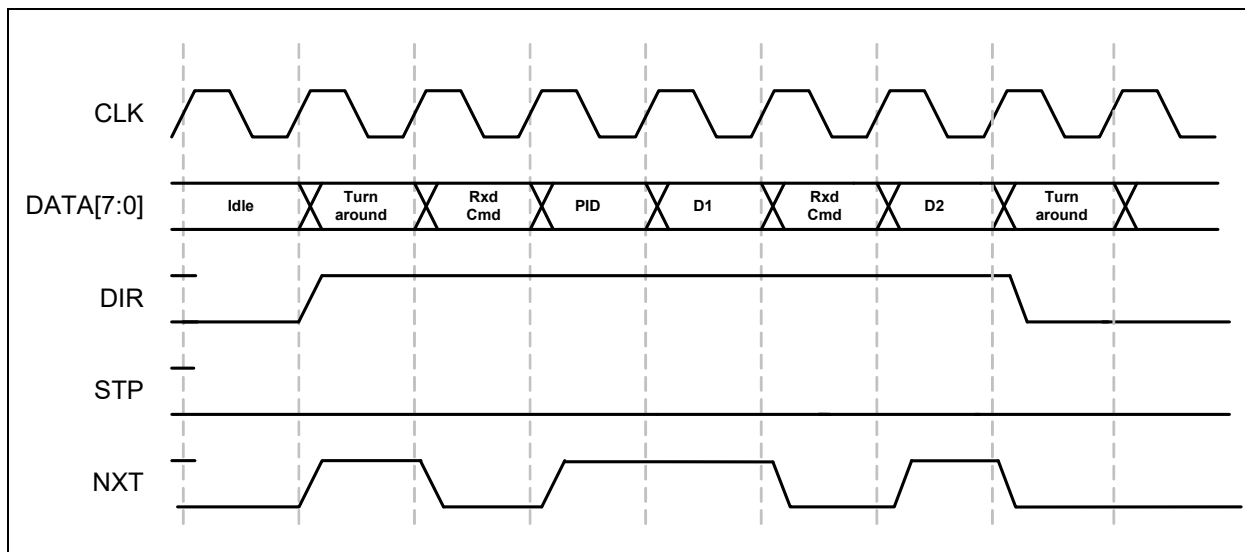 CLK
DATA[7:0]
Idle
Turn
around
Rxd
Cmd
PID
D1
Rxd
Cmd
D2
Turn
around
DIR
STP
NXT